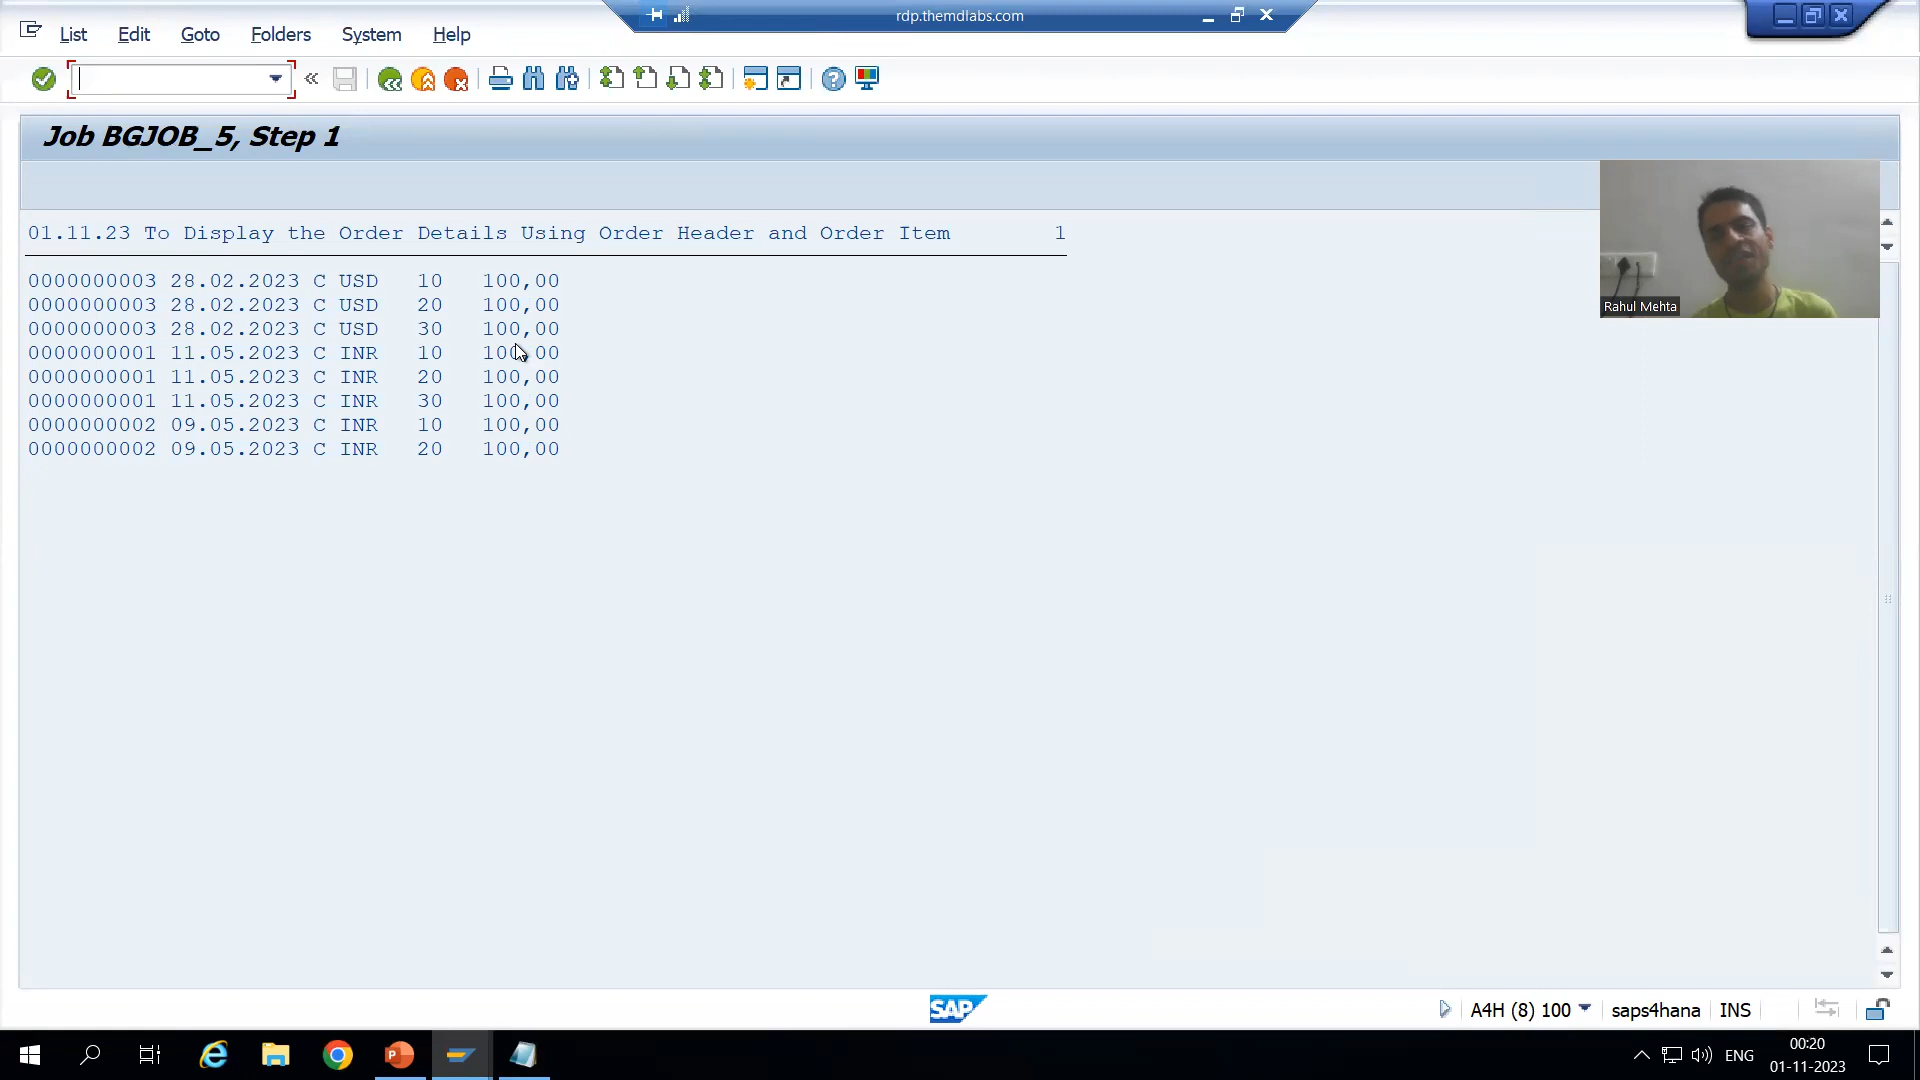 rdp.themdlabs.com
List Edit Goto Folders System Help
Job BGJOB_5, Step 1
01.11.23 To Display the Order Details Using Order Header and Order Item 1
0000000003 28.02.2023 C USD 10 100,00
0000000003 28.02.2023 C USD 20 100,00
0000000003 28.02.2023 C USD 30 100,00
0000000001 11.05.2023 C INR 10 100,00
0000000001 11.05.2023 C INR 20 100,00
0000000001 11.05.2023 C INR 30 100,00
0000000002 09.05.2023 C INR 10 100,00
0000000002 09.05.2023 C INR 20 100,00
Rahul Mehta
SAP
A4H (8) 100 saps4hana INS
ENG
00:20
01-11-2023